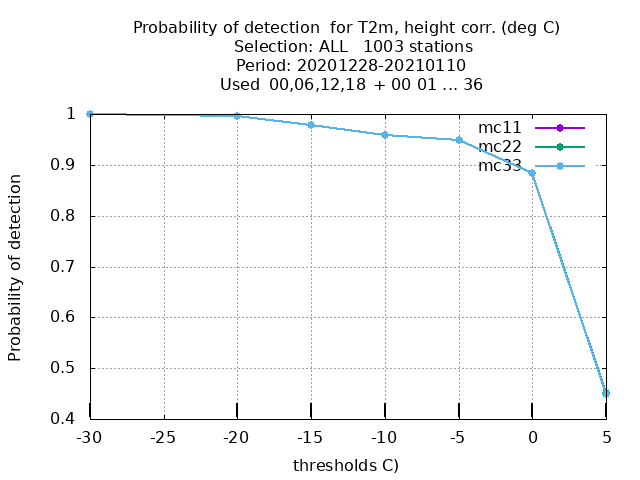 Probability of detection  for T2m, height corr. (deg C)
Selection: ALL   1003 stations
Period: 20201228-20210110
Used  00,06,12,18  + 00 01 ... 36
mc11
mc22
mc33
1
0.9
0.8
0.7
0.6
0.5
0.4
Probability of detection
-30 -25 -20 -15 -10 -5 0 5
thresholds C)